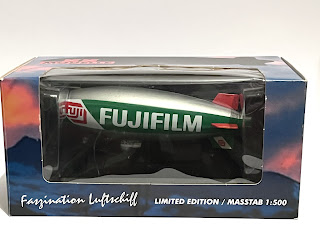 FUJI
FUJIFILM
Faszination Luftschiff
LIMITED EDITION / MASSTAB 1:500